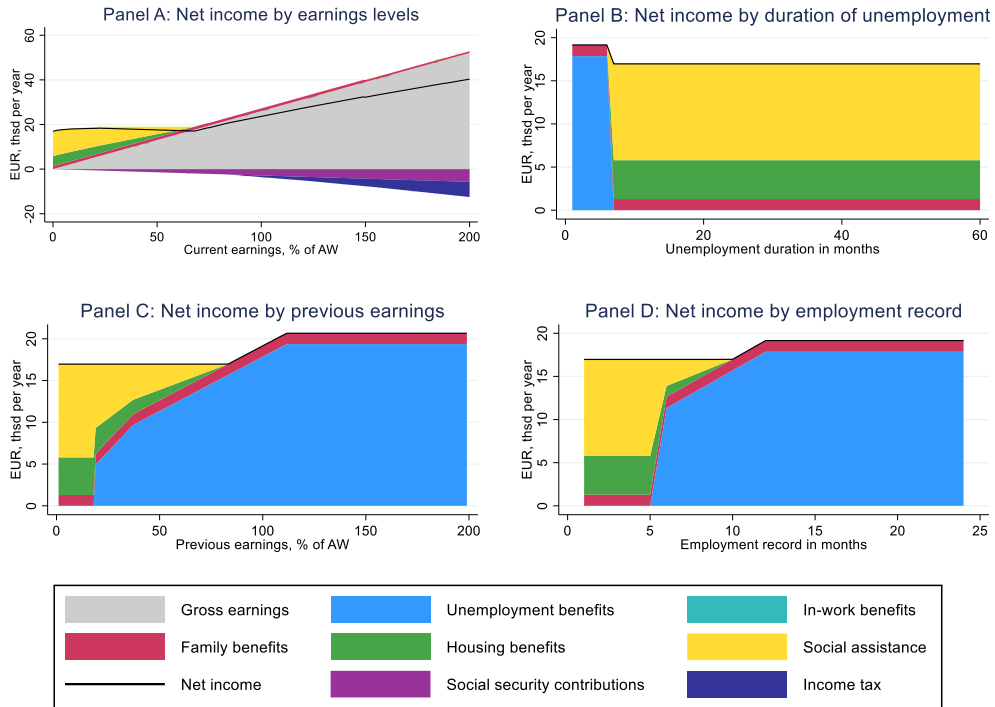 Panel A: Net income by earnings levels
EUR, thsd per year
60
40
20
0
-20
0 50 100 150 200
Current earnings, % of AW
Panel B: Net income by duration of unemployment
EUR, thsd per year
20
15
10
5
0
0 20 40 60
Unemployment duration in months
Panel C: Net income by previous earnings
EUR, thsd per year
20
15
10
5
0
0 50 100 150 200
Previous earnings, % of AW
Panel D: Net income by employment record
EUR, thsd per year
20
15
10
5
0
0 5 10 15 20 25
Employment record in months
Gross earnings Unemployment benefits In-work benefits
Family benefits Housing benefits Social assistance
Net income Social security contributions Income tax